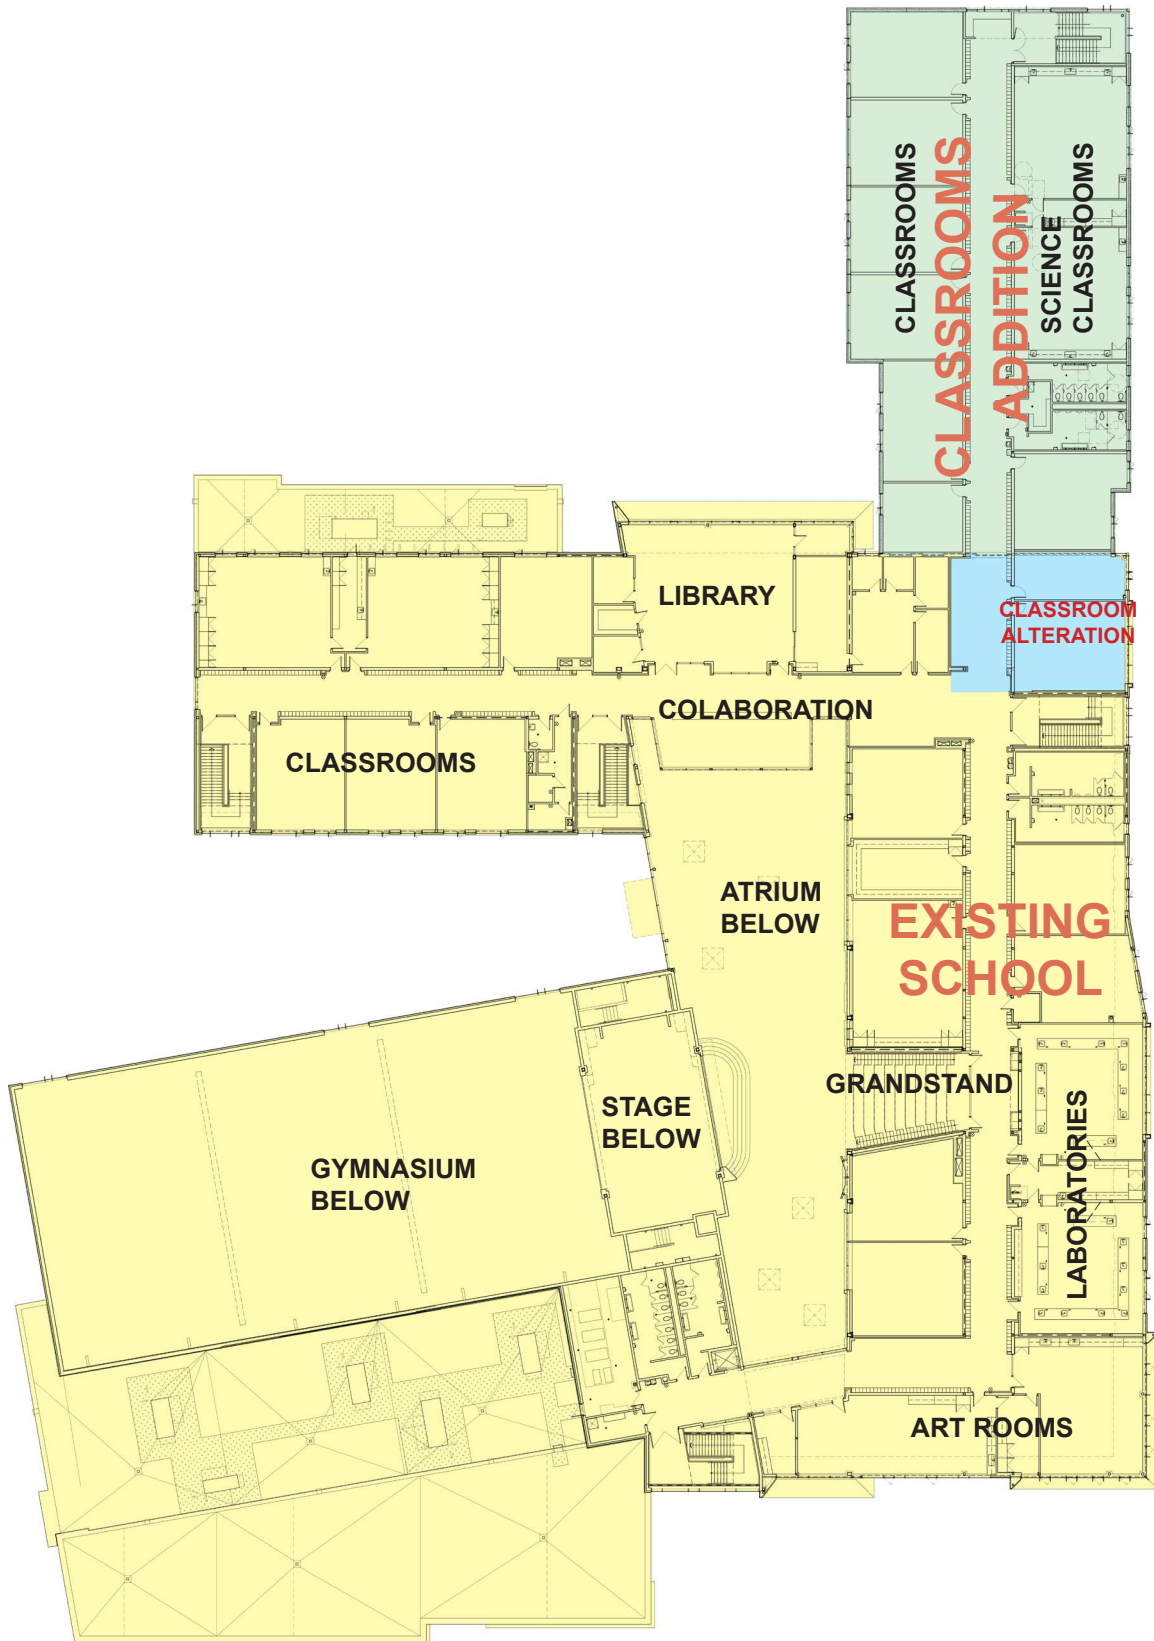 CLASSROOMS
CLASSROOMS
ADDITION
SCIENCE
CLASSROOMS
LIBRARY
CLASSROOM
ALTERATION
COLABORATION
CLASSROOMS
ATRIUM
BELOW
EXISTING
SCHOOL
GRANDSTAND
STAGE
BELOW
LABORATORIES
GYMNASIUM
BELOW
ART ROOMS